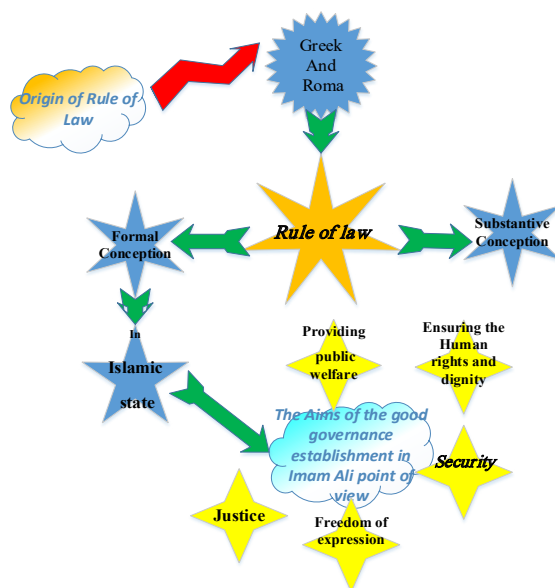 Greek
And
Roma
Origin of Rule of
Law
Rule of law
Formal
Conception
Substantive
Conception
In
Islamic
state
Providing
public
welfare
Ensuring the
Human
rights and
dignity
The Aims of the good
governance
establishment in
Imam Ali point of
view
Security
Justice
Freedom of
expression